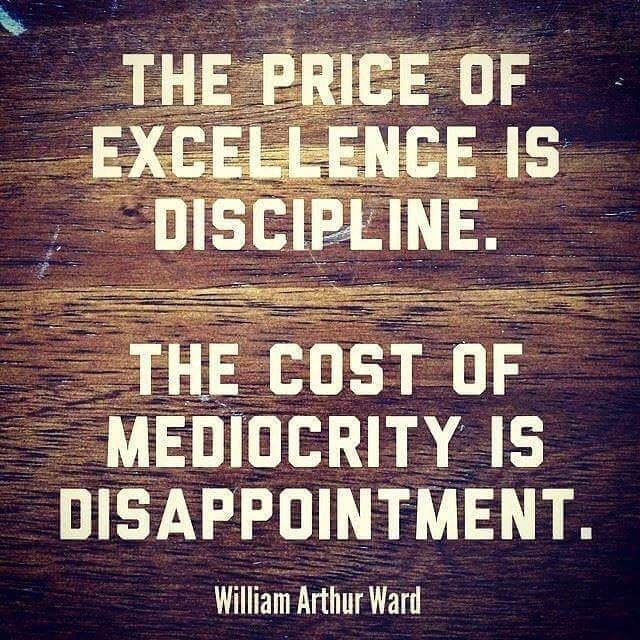 THE PRICE OF
EXCELLENCE IS
DISCIPLINE.
THE COST OF
MEDIOCRITY IS
DISAPPOINTMENT.
William Arthur Ward